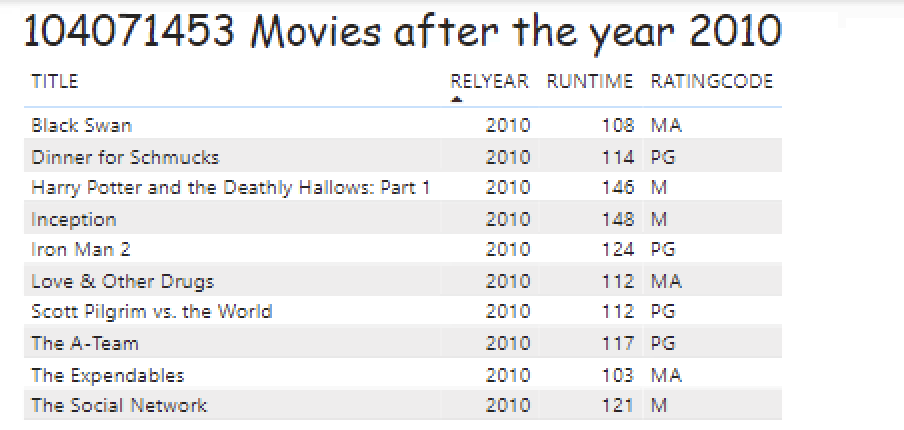 104071453 Movies after the year 2010
TITLE RELYEAR RUNTIME RATINGCODE
Black Swan 2010 108 MA
Dinner for Schmucks 2010 114 PG
Harry Potter and the Deathly Hallows: Part 1 2010 146 M
Inception 2010 148 M
Iron Man 2 2010 124 PG
Love & Other Drugs 2010 112 MA
Scott Pilgrim vs. the World 2010 112 PG
The A-Team 2010 117 PG
The Expendables 2010 103 MA
The Social Network 2010 121 M